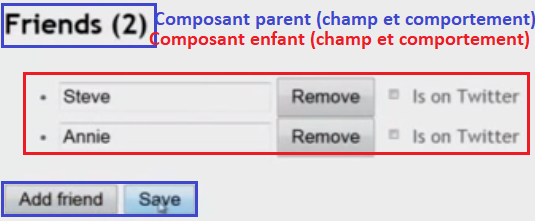 Friends (2) Composant parent (champ et comportement)
Composant enfant (champ et comportement)
• Steve Remove Is on Twitter
• Annie Remove Is on Twitter
Add friend Save